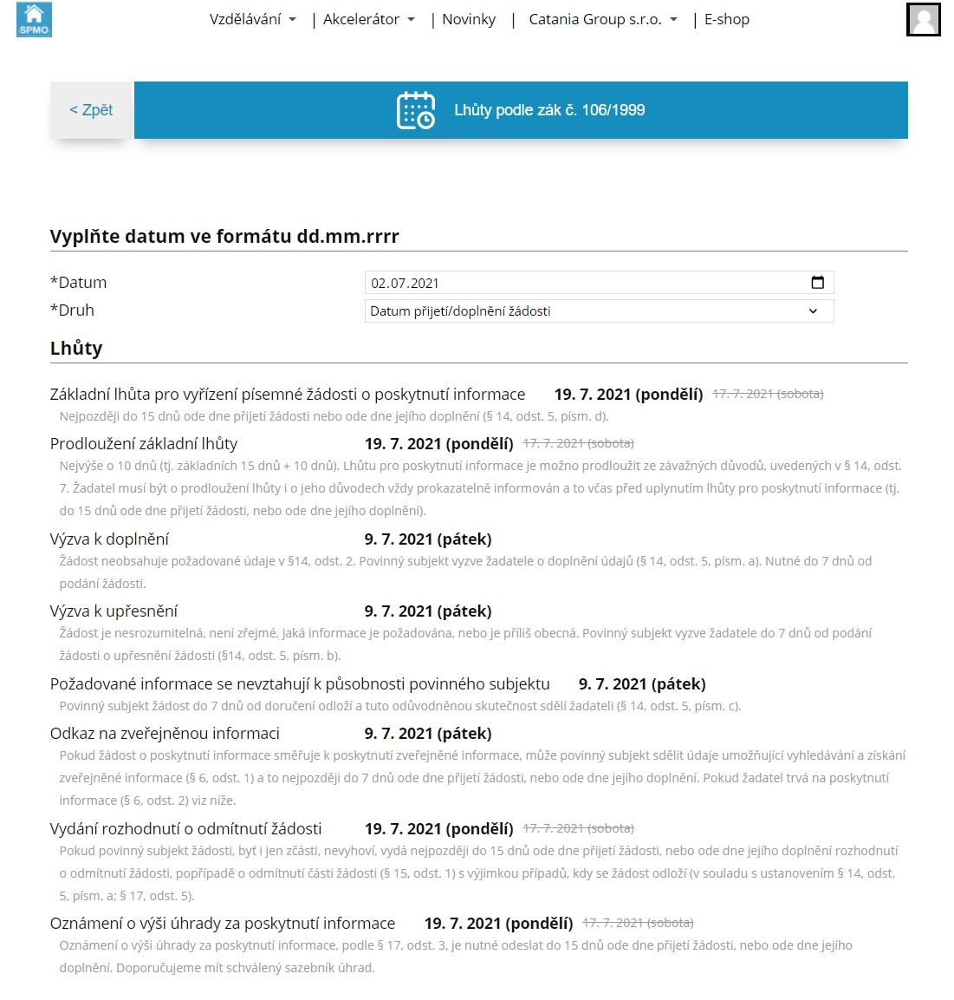 SPMO
Vzdělávání | Akcelerátor | Novinky | Catania Group s.r.o. | E-shop
< Zpět
Lhůty podle zák č. 106/1999
Vyplňte datum ve formátu dd.mm.rrrr
*Datum 02.07.2021
*Druh Datum přijetí/doplnění žádosti
Lhůty
Základní lhůta pro vyřízení písemné žádosti o poskytnutí informace 19. 7. 2021 (pondělí) 17. 7. 2021 (sobota)
Nejpozději do 15 dnů ode dne přijetí žádosti nebo ode dne jejího doplnění (§ 14, odst. 5, písm. d).
Prodloužení základní lhůty 19. 7. 2021 (pondělí) 17. 7. 2021 (sobota)
Nejvýše o 10 dnů (tj. základních 15 dnů + 10 dnů). Lhůtu pro poskytnutí informace je možno prodloužit ze závažných důvodů, uvedených v § 14, odst.
7. Žadatel musí být o prodloužení lhůty i o jeho důvodech vždy prokazatelně informován a to včas před uplynutím lhůty pro poskytnutí informace (tj.
do 15 dnů ode dne přijetí žádosti, nebo ode dne jejího doplnění).
Výzva k doplnění 9. 7. 2021 (pátek)
Žádost neobsahuje požadované údaje v §14, odst. 2. Povinný subjekt vyzve žadatele o doplnění údajů (§ 14, odst. 5, písm. a). Nutné do 7 dnů od
podání žádosti.
Výzva k upřesnění 9. 7. 2021 (pátek)
Žádost je nesrozumitelná, není zřejmé, jaká informace je požadována, nebo je příliš obecná. Povinný subjekt vyzve žadatele do 7 dnů od podání
žádosti o upřesnění žádosti (§14, odst. 5, písm. b).
Požadované informace se nevztahují k působnosti povinného subjektu 9. 7. 2021 (pátek)
Povinný subjekt žádost do 7 dnů od doručení odloží a tuto odůvodněnou skutečnost sdělí žadateli (§ 14, odst. 5, písm. c).
Odkaz na zveřejněnou informaci 9. 7. 2021 (pátek)
Pokud žádost o poskytnutí informace směřuje k poskytnutí zveřejněné informace, může povinný subjekt sdělit údaje umožňující vyhledávání a získání
zveřejněné informace (§ 6, odst. 1) a to nejpozději do 7 dnů ode dne přijetí žádosti, nebo ode dne jejího doplnění. Pokud žadatel trvá na poskytnutí
informace (§ 6, odst. 2) viz níže.
Vydání rozhodnutí o odmítnutí žádosti 19. 7. 2021 (pondělí) 17. 7. 2021 (sobota)
Pokud povinný subjekt žádosti, byť i jen zčásti, nevyhoví, vydá nejpozději do 15 dnů ode dne přijetí žádosti, nebo ode dne jejího doplnění rozhodnutí
o odmítnutí žádosti, popřípadě o odmítnutí části žádosti (§ 15, odst. 1) s výjimkou případů, kdy se žádost odloží (v souladu s ustanovením § 14, odst.
5, písm. a; § 17, odst. 5).
Oznámení o výši úhrady za poskytnutí informace 19. 7. 2021 (pondělí) 17. 7. 2021 (sobota)
Oznámení o výši úhrady za poskytnutí informace, podle § 17, odst. 3, je nutné odeslat do 15 dnů ode dne přijetí žádosti, nebo ode dne jejího
doplnění. Doporučujeme mít schválený sazebník úhrad.